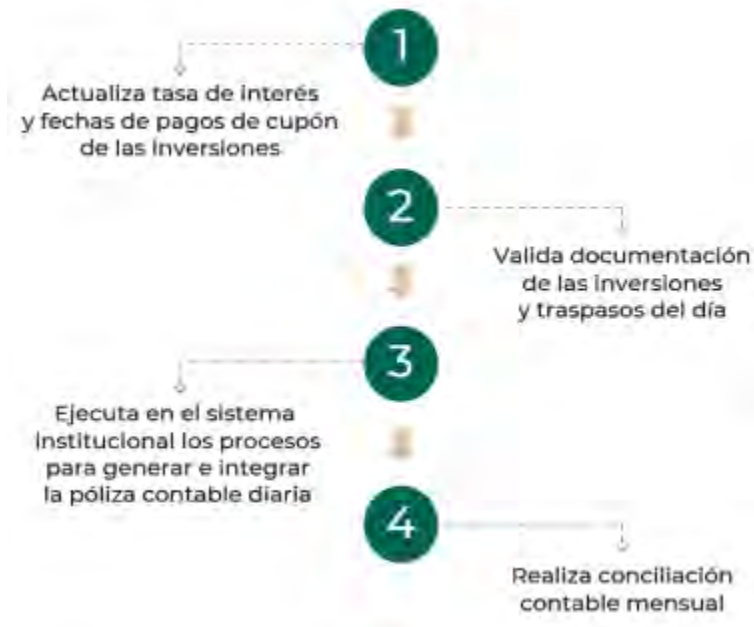 1
Actualiza tasa de interés
y fechas de pagos de cupón
de las inversiones
2
Valida documentación
de las inversiones
y traspasos del día
3
Ejecuta en el sistema
institucional los procesos
para generar e integrar
la póliza contable diaria
4
Realiza conciliación
contable mensual